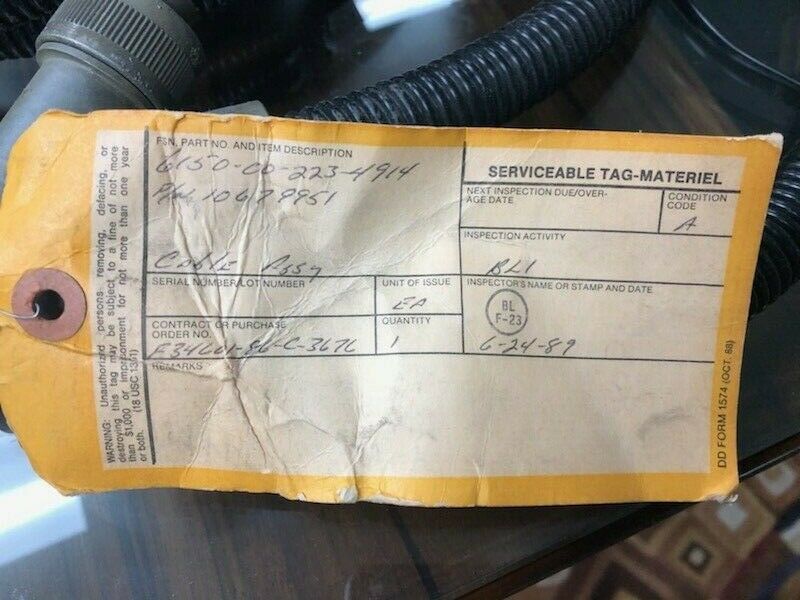 WARNING: Unauthorized persons removing, defacing, or
destroying this tag may be subject to a fine of not more
than $1,000 or imprisonment for not more than one year
or both. (18 USC 1361)
FSN, PART NO. AND ITEM DESCRIPTION
6150-00-223-4914
P/N 10679951
Cable Assy
SERIAL NUMBER/LOT NUMBER
UNIT OF ISSUE
EA
CONTRACT OR PURCHASE
ORDER NO.
QUANTITY
1
REMARKS
SERVICEABLE TAG-MATERIEL
NEXT INSPECTION DUE/OVER-
AGE DATE
CONDITION
CODE
A
INSPECTION ACTIVITY
BL1
INSPECTOR'S NAME OR STAMP AND DATE
BL
F-23
6-24-89
DD FORM 1574 (OCT. 88)